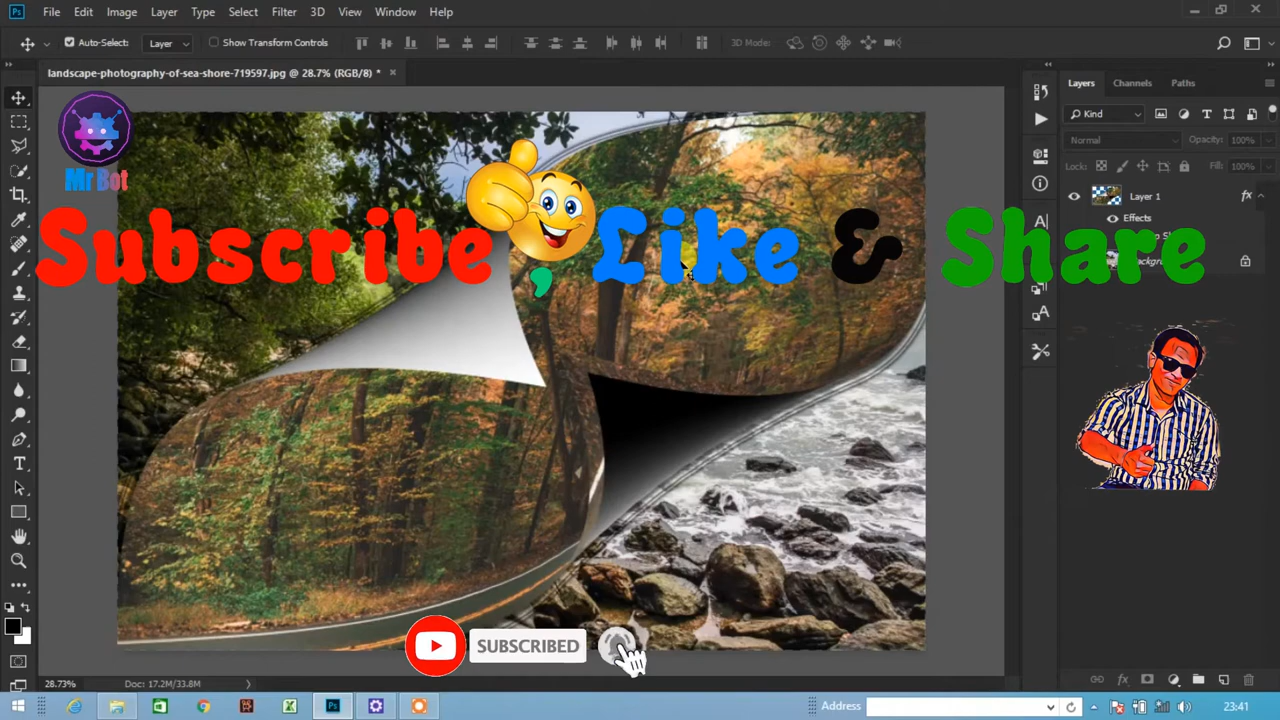 Ps File Edit Image Layer Type Select Filter 3D View Window Help
Auto-Select: Layer Show Transform Controls 3D Mode:
landscape-photography-of-sea-shore-719597.jpg @ 28.7% (RGB/8) *
Layers Channels Paths
Kind
Normal Opacity: 100%
Lock: Fill: 100%
Layer 1 fx
Effects
Mr Bot
Subscribe, Like & Share
SUBSCRIBED
28.73% Doc: 17.2M/33.8M
Address
23:41